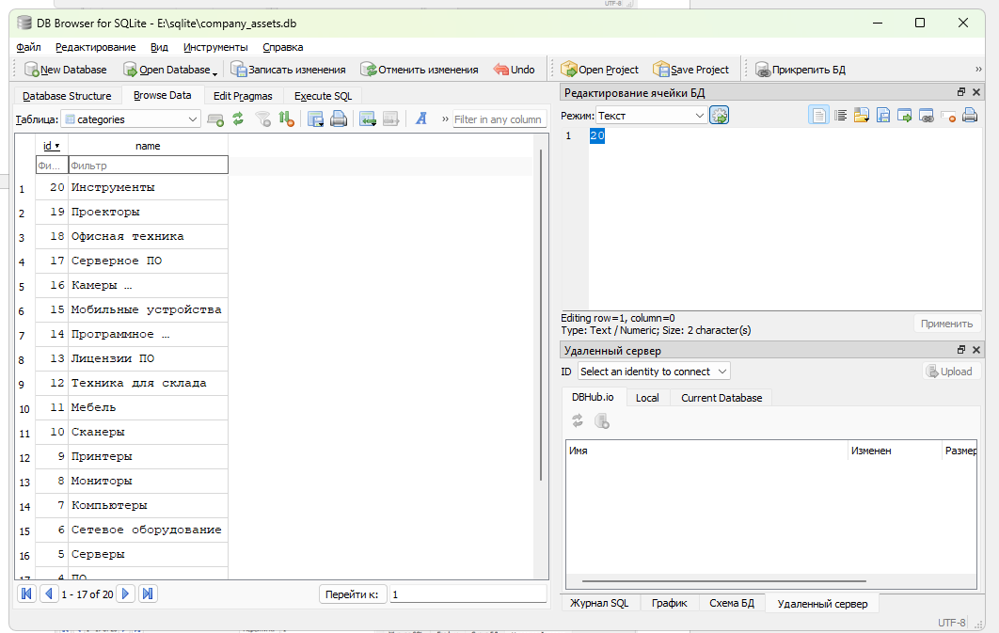 UTF-8
DB Browser for SQLite - E:\sqlite\company_assets.db
Файл Редактирование Вид Инструменты Справка
New Database Open Database Записать изменения Отменить изменения Undo Open Project Save Project Прикрепить БД »
Database Structure Browse Data Edit Pragmas Execute SQL
Таблица: categories » Filter in any column
id name
Фи... Фильтр
1 20 Инструменты
2 19 Проекторы
3 18 Офисная техника
4 17 Серверное ПО
5 16 Камеры …
6 15 Мобильные устройства
7 14 Программное …
8 13 Лицензии ПО
9 12 Техника для склада
10 11 Мебель
11 10 Сканеры
12 9 Принтеры
13 8 Мониторы
14 7 Компьютеры
15 6 Сетевое оборудование
16 5 Серверы
17 4 ПО
1 - 17 of 20 Перейти к: 1
Редактирование ячейки БД
Режим: Текст
1 20
Editing row=1, column=0
Type: Text / Numeric; Size: 2 character(s)
Применить
Удаленный сервер
ID Select an identity to connect Upload
DBHub.io Local Current Database
Имя Изменен Размер
Журнал SQL График Схема БД Удаленный сервер
UTF-8